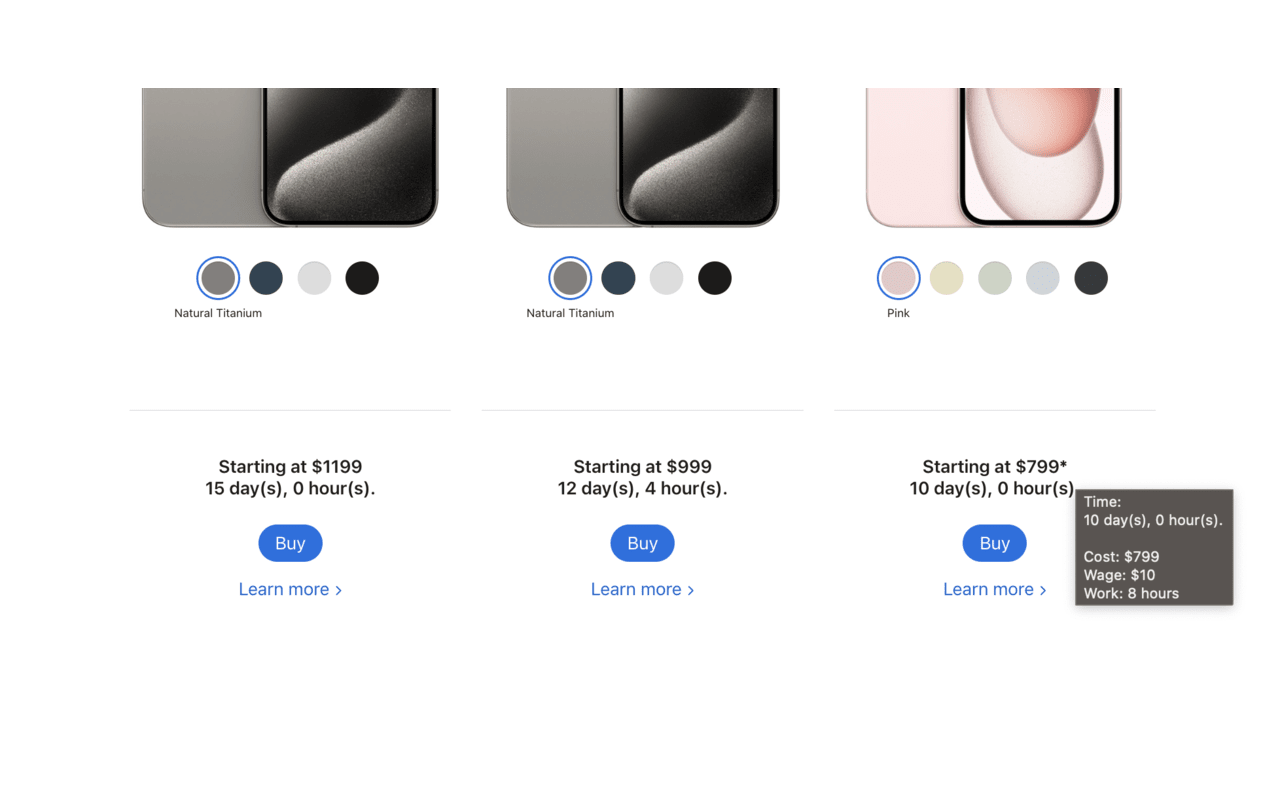 Natural Titanium
Natural Titanium
Pink
Starting at $1199
15 day(s), 0 hour(s).
Buy
Learn more >
Starting at $999
12 day(s), 4 hour(s).
Buy
Learn more >
Starting at $799*
10 day(s), 0 hour(s)
Buy
Learn more >
Time:
10 day(s), 0 hour(s).
Cost: $799
Wage: $10
Work: 8 hours